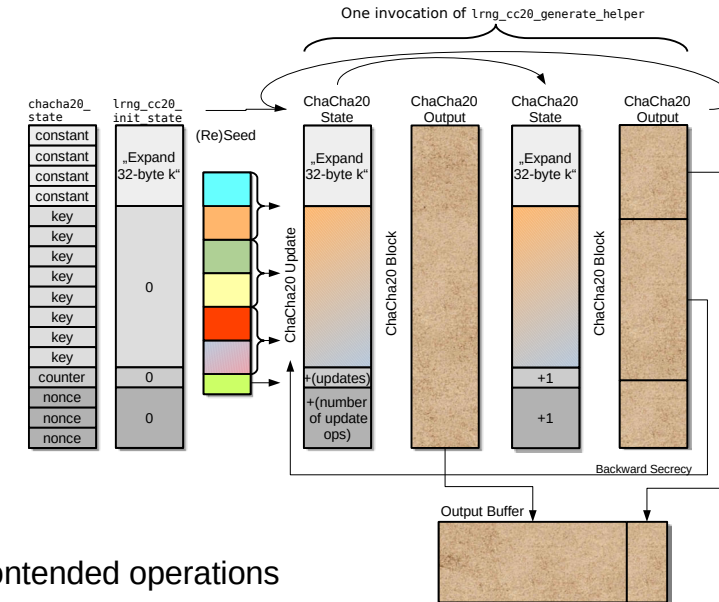 One invocation of lrng_cc20_generate_helper
chacha20_
state
lrng_cc20_
init_state
(Re)Seed
ChaCha20
State
ChaCha20
Output
ChaCha20
State
ChaCha20
Output
constant
constant
constant
constant
key
key
key
key
key
key
key
key
counter
nonce
nonce
nonce
„Expand
32-byte k“
0
0
0
ChaCha20 Update
„Expand
32-byte k“
+(updates)
+(number
of update
ops)
ChaCha20 Block
„Expand
32-byte k“
+1
+1
ChaCha20 Block
Backward Secrecy
Output Buffer
operations